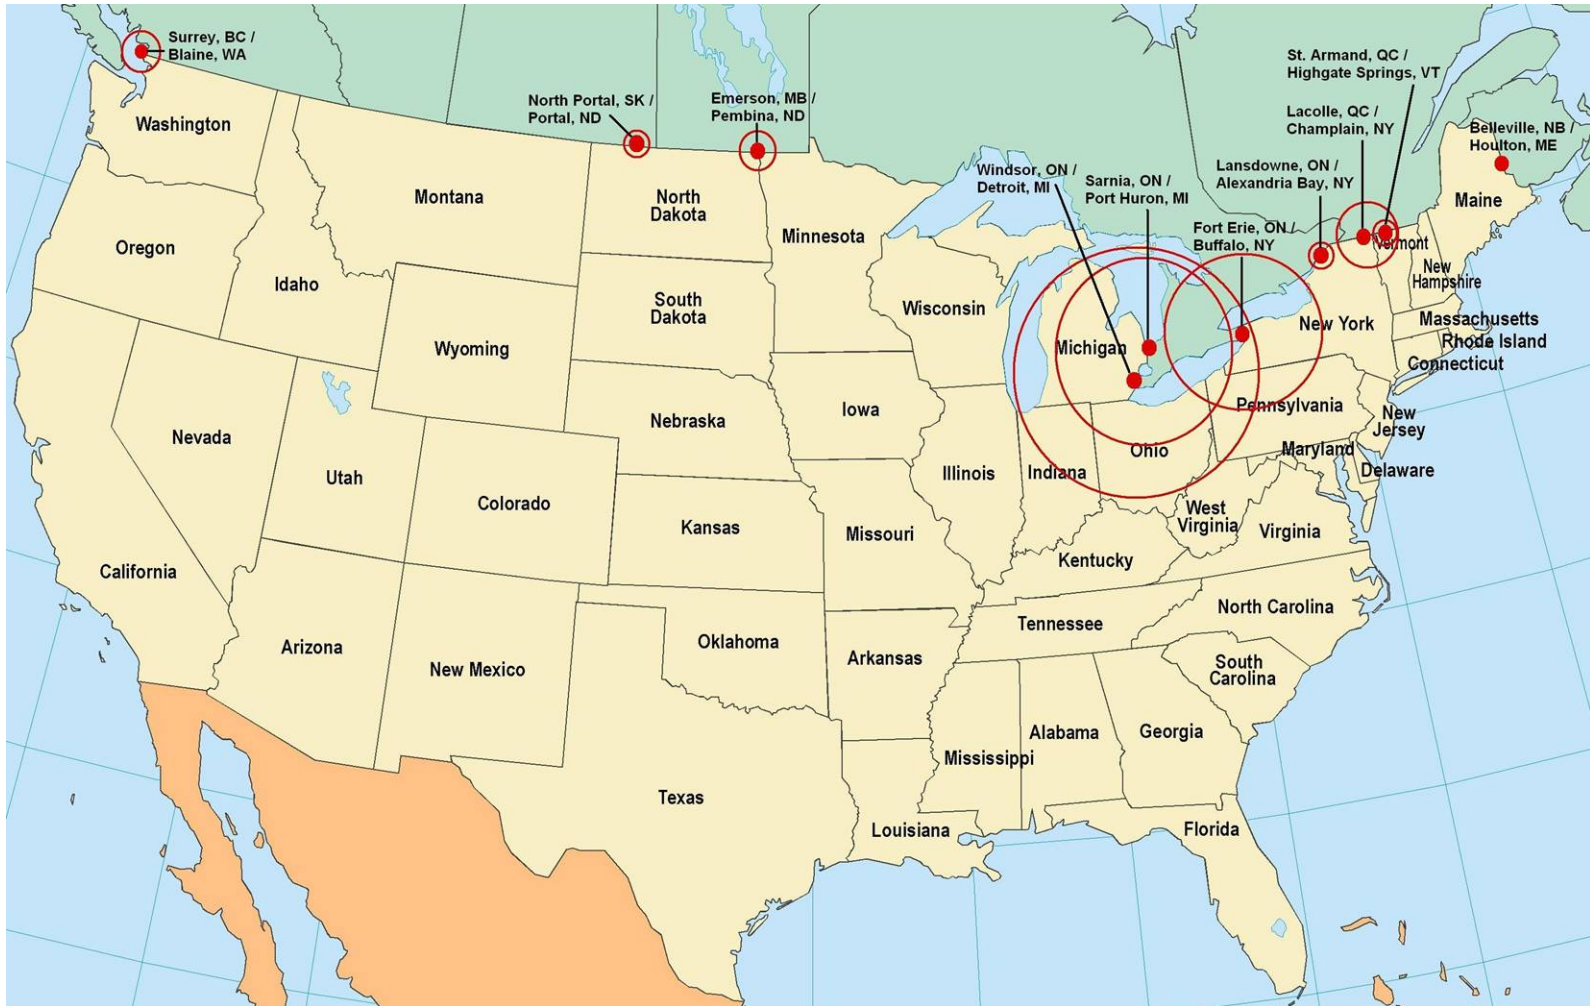 Surrey, BC /
Blaine, WA
North Portal, SK /
Portal, ND
Emerson, MB /
Pembina, ND
Windsor, ON /
Detroit, MI
Sarnia, ON /
Port Huron, MI
Fort Erie, ON /
Buffalo, NY
Lansdowne, ON /
Alexandria Bay, NY
Lacolle, QC /
Champlain, NY
St. Armand, QC /
Highgate Springs, VT
Belleville, NB /
Houlton, ME
Washington
Oregon
Idaho
Montana
North
Dakota
Minnesota
South
Dakota
Wyoming
Wisconsin
Michigan
New York
Vermont
New
Hampshire
Maine
Massachusetts
Rhode Island
Connecticut
Nevada
Utah
Colorado
Nebraska
Iowa
Illinois
Indiana
Ohio
Pennsylvania
New
Jersey
Maryland
Delaware
California
Kansas
Missouri
Kentucky
West
Virginia
Virginia
Arizona
New Mexico
Oklahoma
Arkansas
Tennessee
North Carolina
South
Carolina
Texas
Louisiana
Mississippi
Alabama
Georgia
Florida